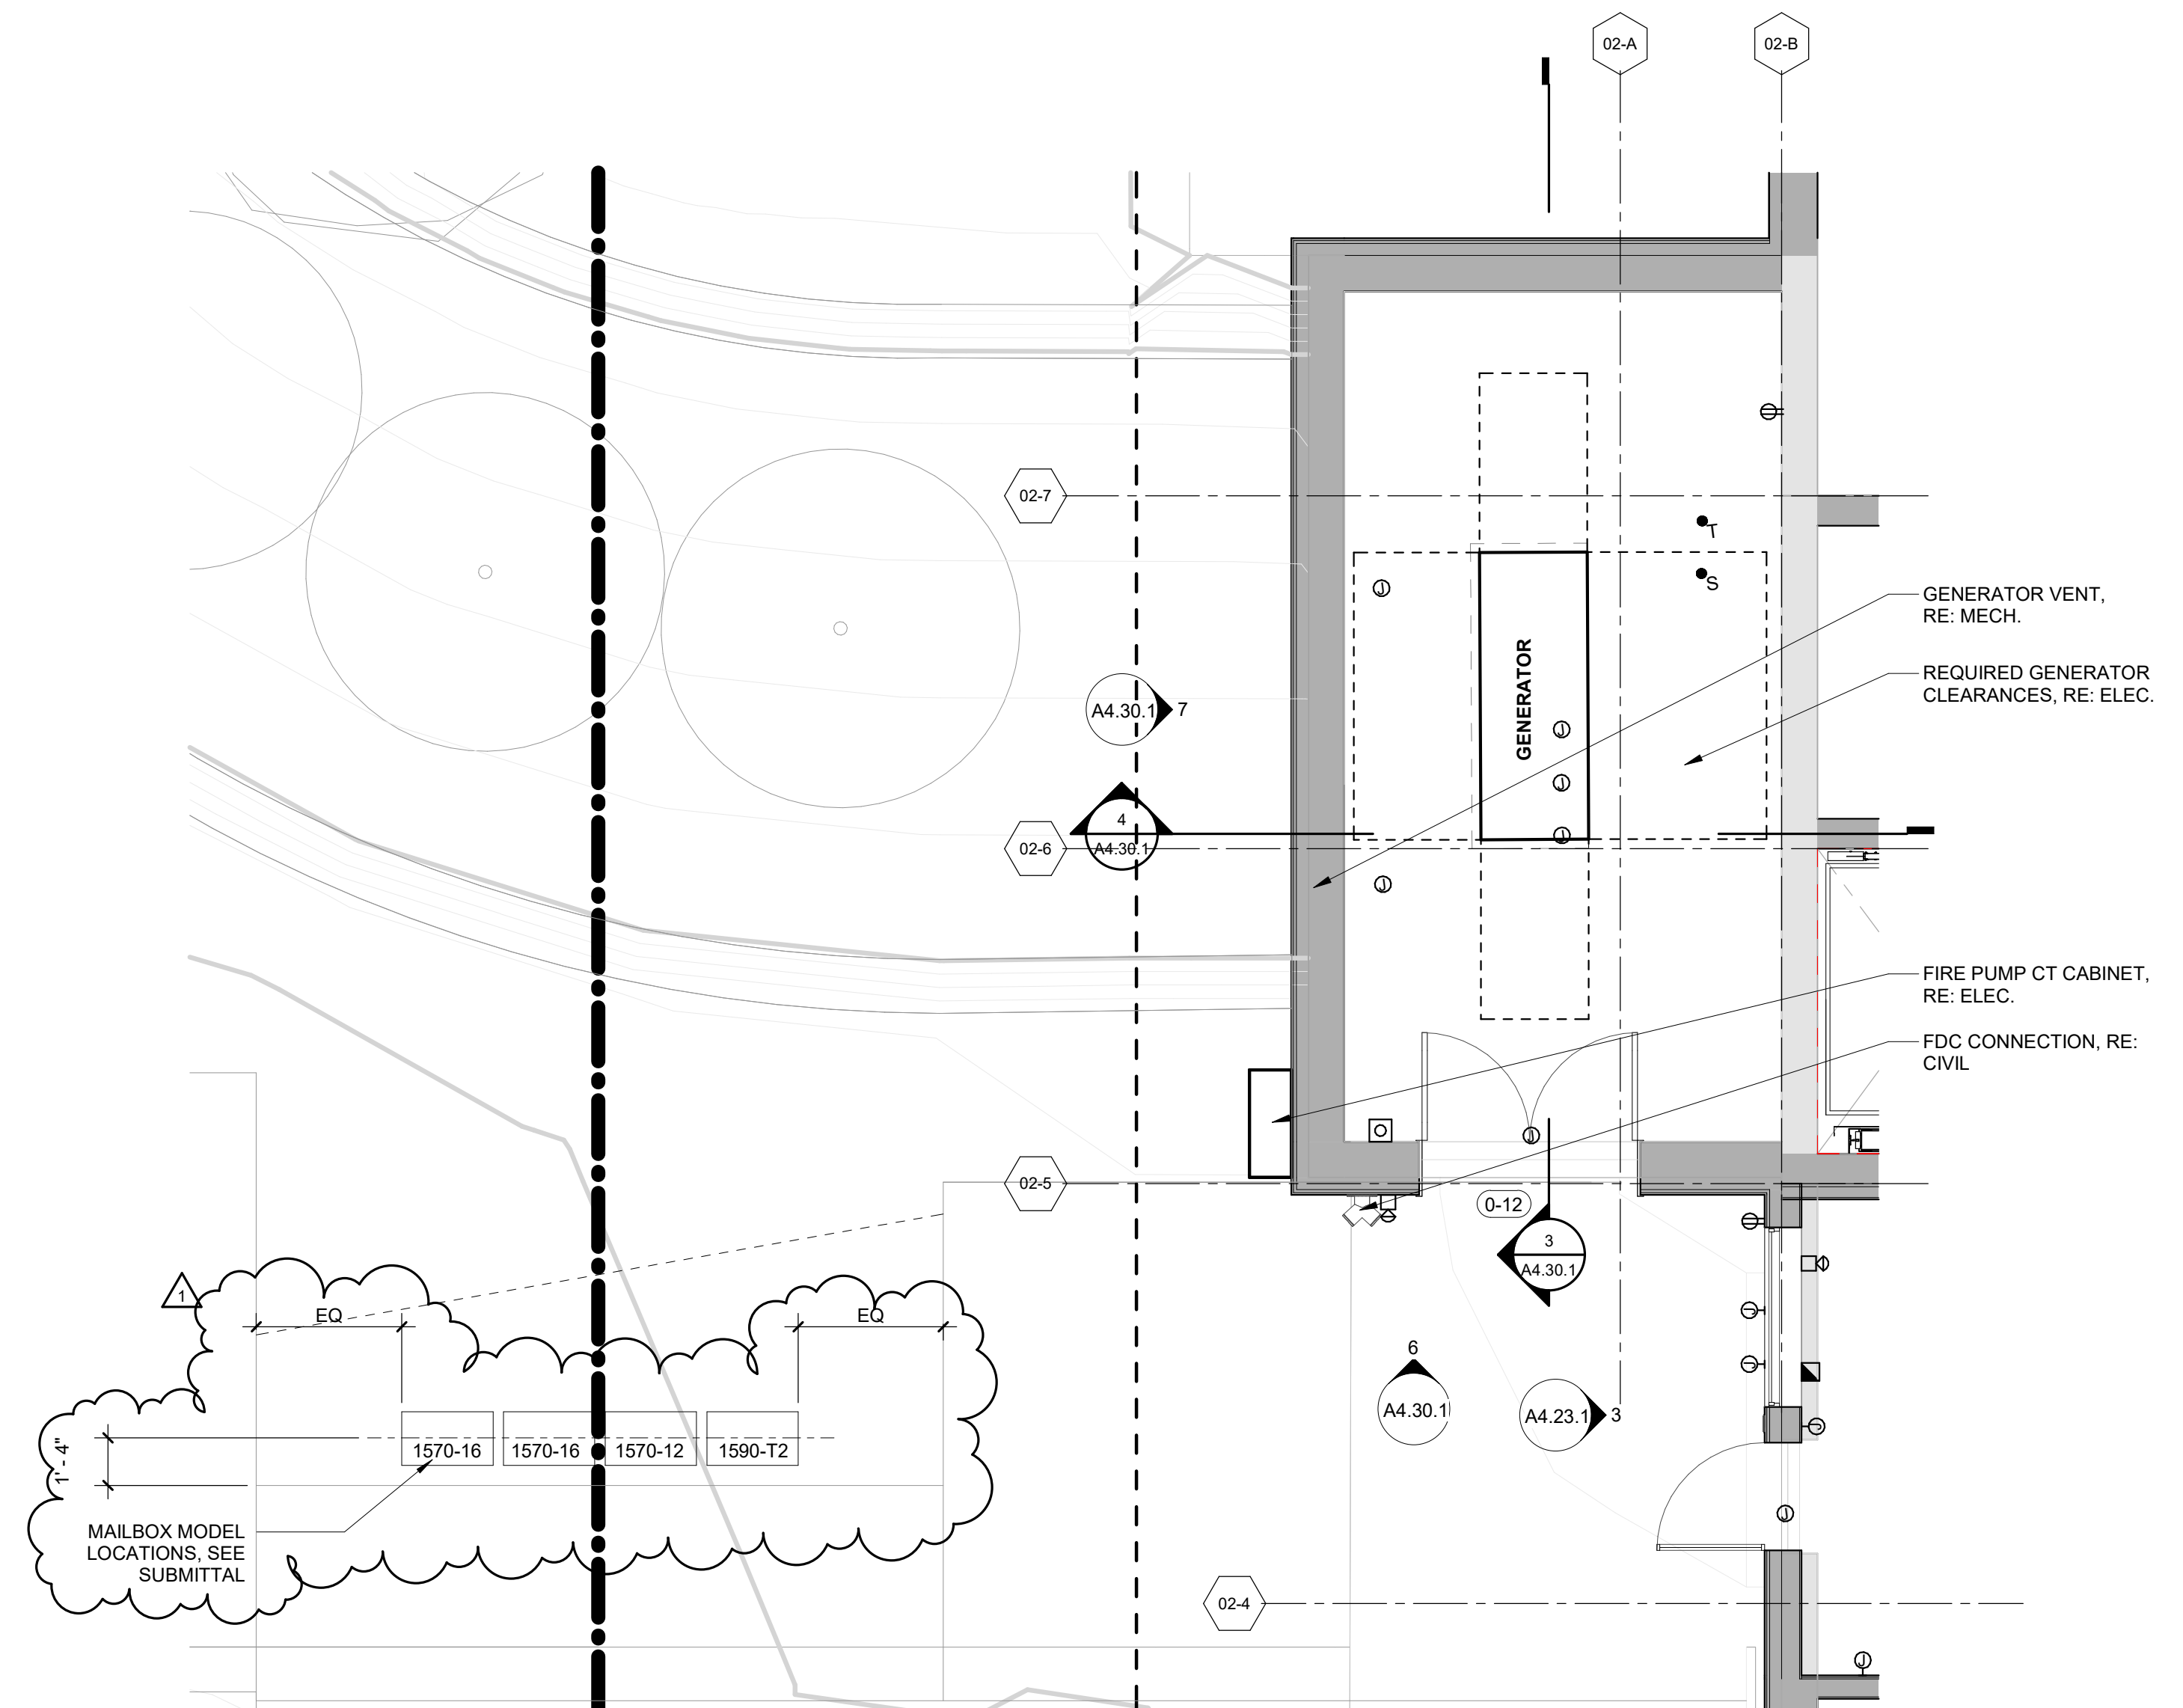 02-A
02-B
02-7
T
S
GENERATOR VENT,
RE: MECH.
GENERATOR
REQUIRED GENERATOR
CLEARANCES, RE: ELEC.
J
A4.30.1
7
J
J
4
A4.30.1
02-6
J
J
FIRE PUMP CT CABINET,
RE: ELEC.
FDC CONNECTION, RE:
CIVIL
J
02-5
0-12
3
A4.30.1
1
EQ
EQ
J
J
6
A4.30.1
A4.23.1
3
J
1'-4"
1570-16
1570-16
1570-12
1590-T2
J
MAILBOX MODEL
LOCATIONS, SEE
SUBMITTAL
02-4
J